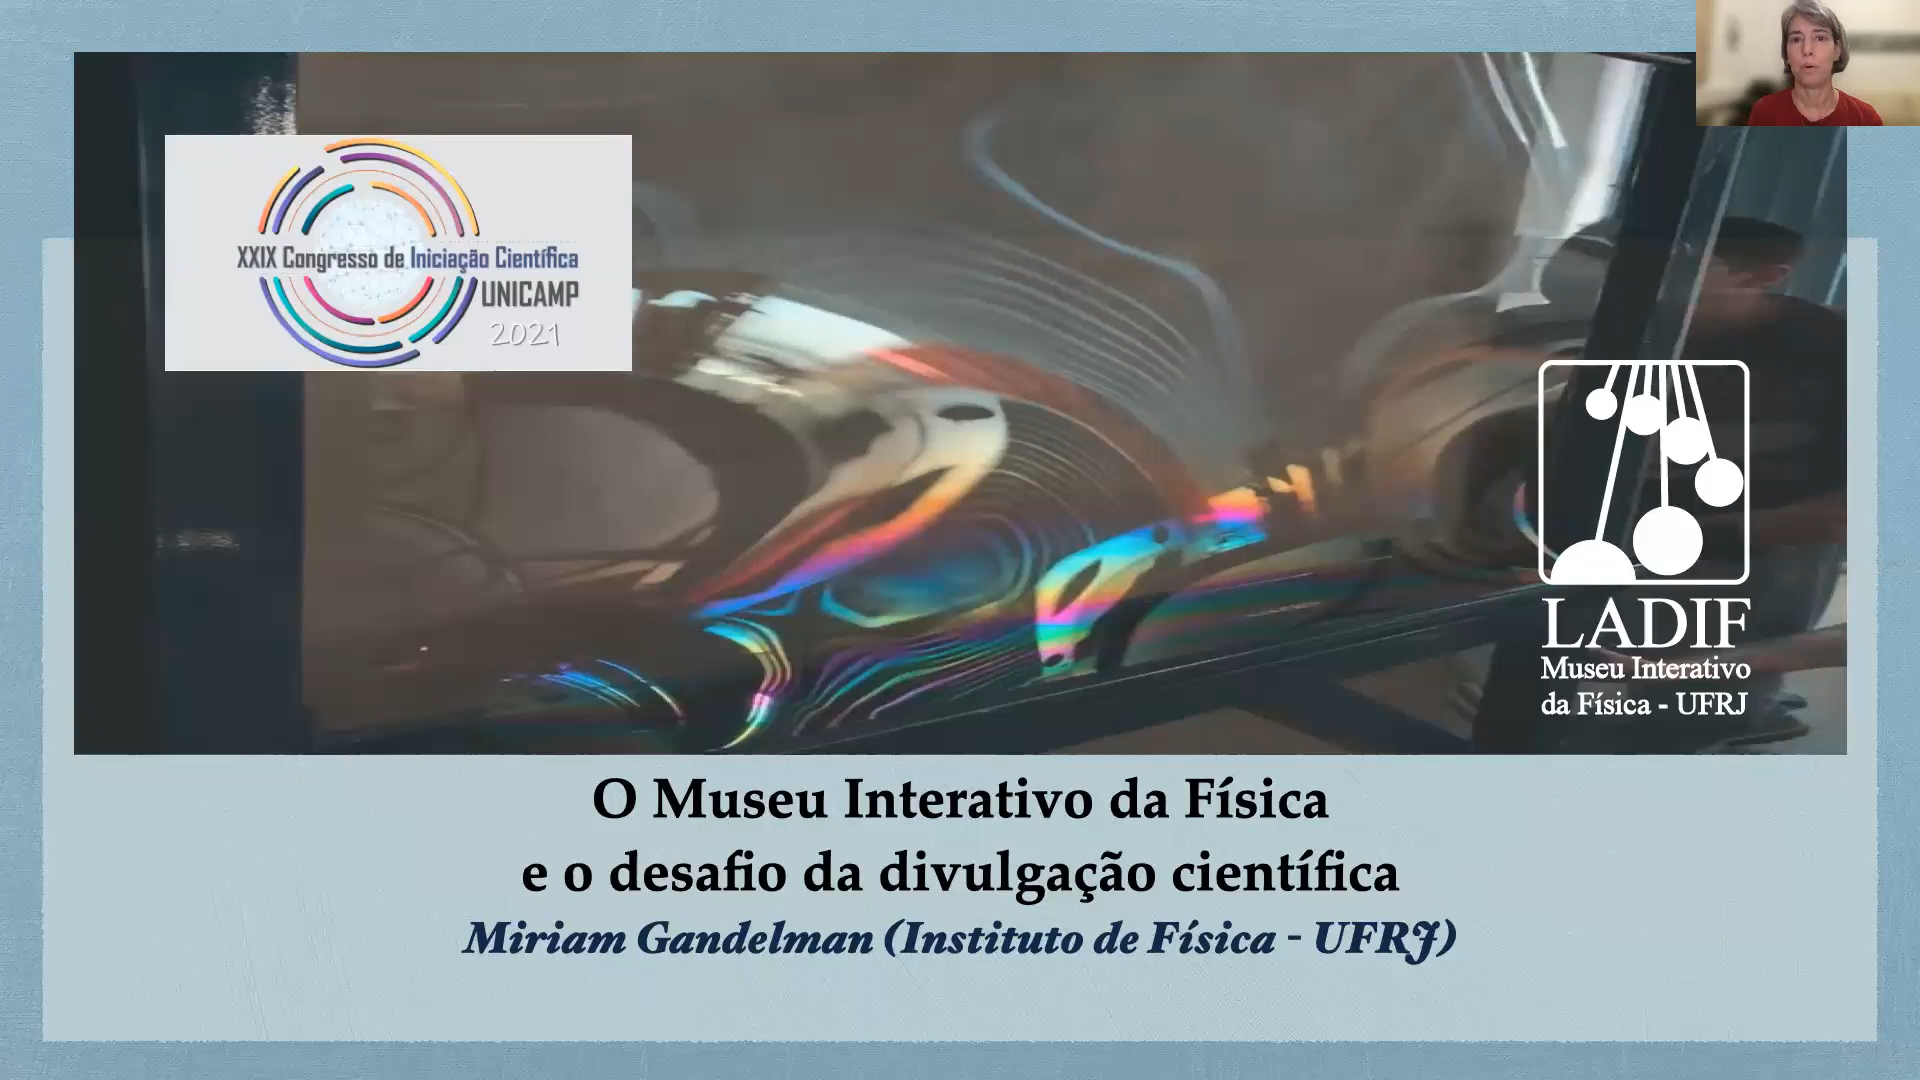 XXIX Congresso de Iniciação Científica
UNICAMP
2021
LADIF
Museu Interativo
da Física - UFRJ
O Museu Interativo da Física
e o desafio da divulgação científica
Miriam Gandelman (Instituto de Física - UFRJ)